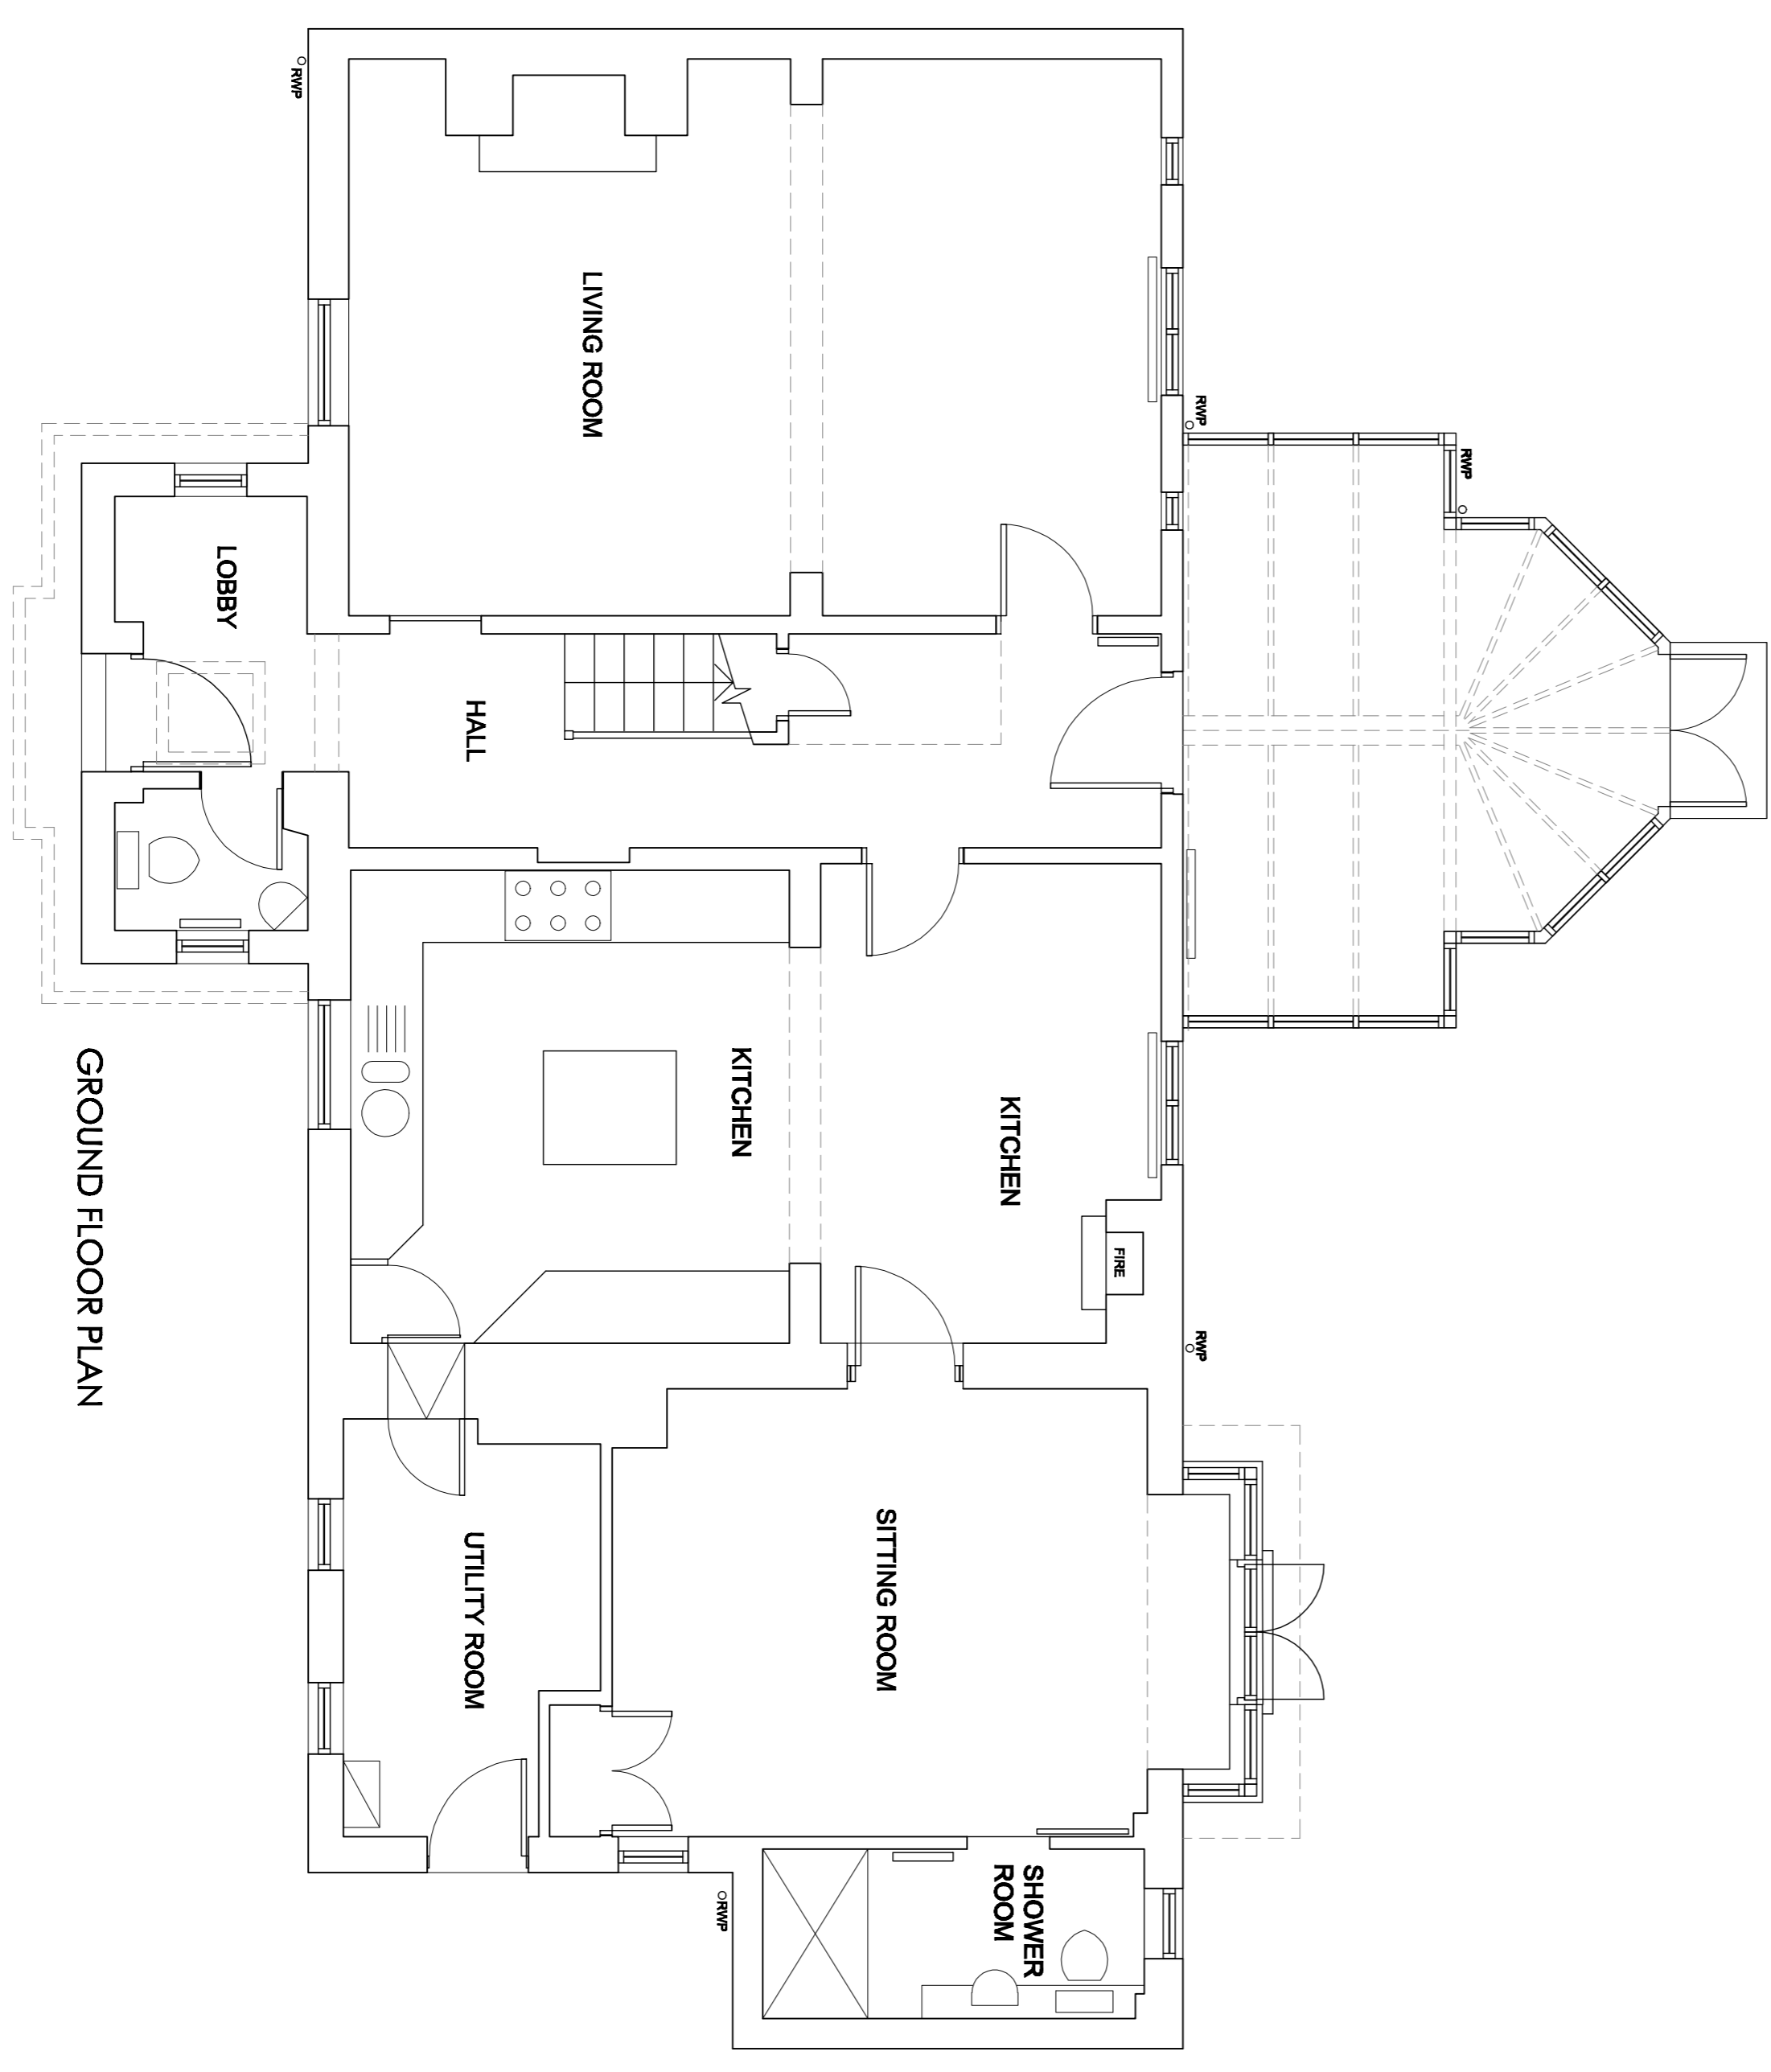 RWP
RWP
RWP
RWP
RWP
LIVING ROOM
LOBBY
HALL
KITCHEN
KITCHEN
FIRE
SITTING ROOM
UTILITY ROOM
SHOWER
ROOM
GROUND FLOOR PLAN